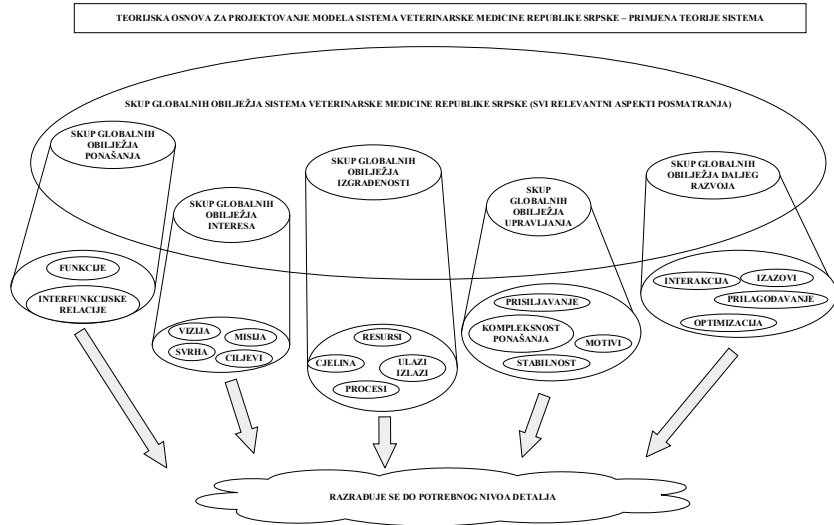 TEORIJSKA OSNOVA ZA PROJEKTOVANJE MODELA SISTEMA VETERINARSKE MEDICINE REPUBLIKE SRPSKE – PRIMJENA TEORIJE SISTEMA
SKUP GLOBALNIH OBILJEŽJA SISTEMA VETERINARSKE MEDICINE REPUBLIKE SRPSKE (SVI RELEVANTNI ASPEKTI POSMATRANJA)
SKUP GLOBALNIH
OBILJEŽJA
PONAŠANJA
SKUP GLOBALNIH
OBILJEŽJA
INTERESA
SKUP GLOBALNIH
OBILJEŽJA
IZGRAĐENOSTI
SKUP
GLOBALNIH
OBILJEŽJA
UPRAVLJANJA
SKUP GLOBALNIH
OBILJEŽJA DALJEG
RAZVOJA
FUNKCIJE
INTERFUNKCIJSKE
RELACIJE
VIZIJA
MISIJA
SVRHA
CILJEVI
RESURSI
CJELINA
ULAZI
IZLAZI
PROCESI
PRISILJAVANJE
KOMPLEKSNOST
PONAŠANJA
MOTIVI
STABILNOST
INTERAKCIJA
IZAZOVI
PRILAGOĐAVANJE
OPTIMIZACIJA
RAZRAĐUJE SE DO POTREBNOG NIVOA DETALJA